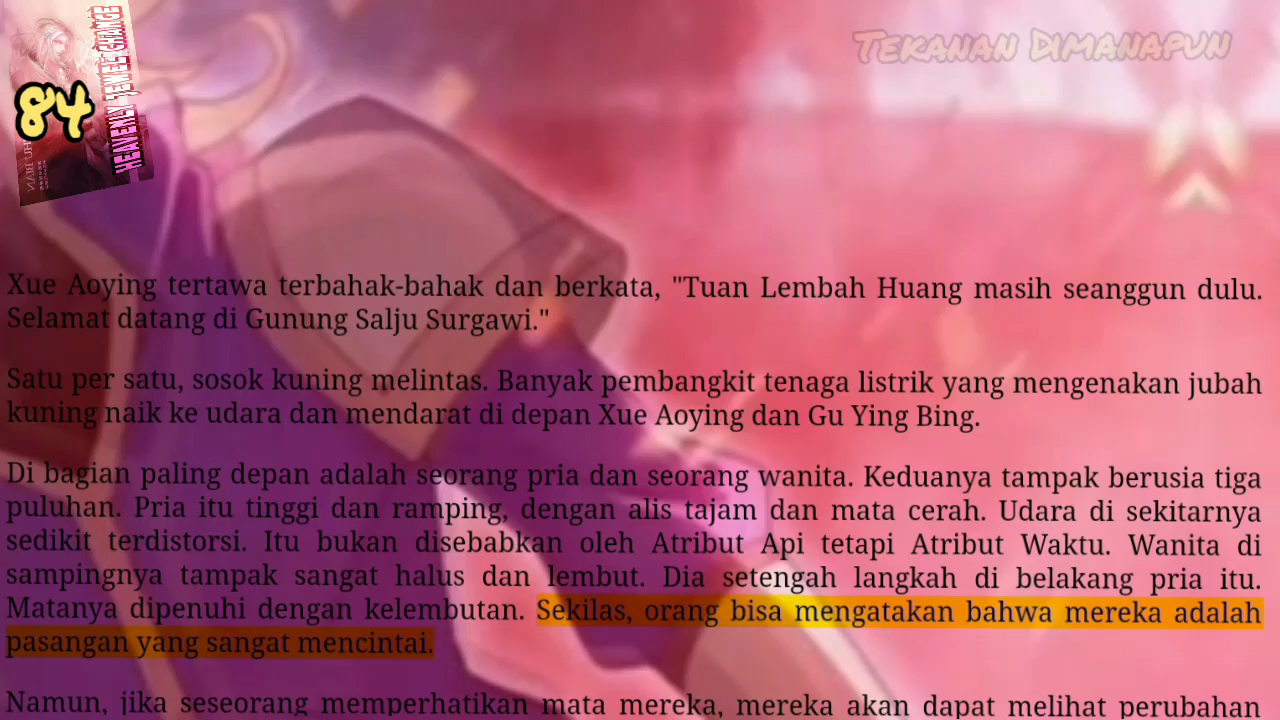 HEAVENLY JEWEL CHANGE
84
Tekanan Dimanapun
Xue Aoying tertawa terbahak-bahak dan berkata, "Tuan Lembah Huang masih seanggun dulu.
Selamat datang di Gunung Salju Surgawi."
Satu per satu, sosok kuning melintas. Banyak pembangkit tenaga listrik yang mengenakan jubah
kuning naik ke udara dan mendarat di depan Xue Aoying dan Gu Ying Bing.
Di bagian paling depan adalah seorang pria dan seorang wanita. Keduanya tampak berusia tiga
puluhan. Pria itu tinggi dan ramping, dengan alis tajam dan mata cerah. Udara di sekitarnya
sedikit terdistorsi. Itu bukan disebabkan oleh Atribut Api tetapi Atribut Waktu. Wanita di
sampingnya tampak sangat halus dan lembut. Dia setengah langkah di belakang pria itu.
Matanya dipenuhi dengan kelembutan. Sekilas, orang bisa mengatakan bahwa mereka adalah
pasangan yang sangat mencintai.
Namun, jika seseorang memperhatikan mata mereka, mereka akan dapat melihat perubahan